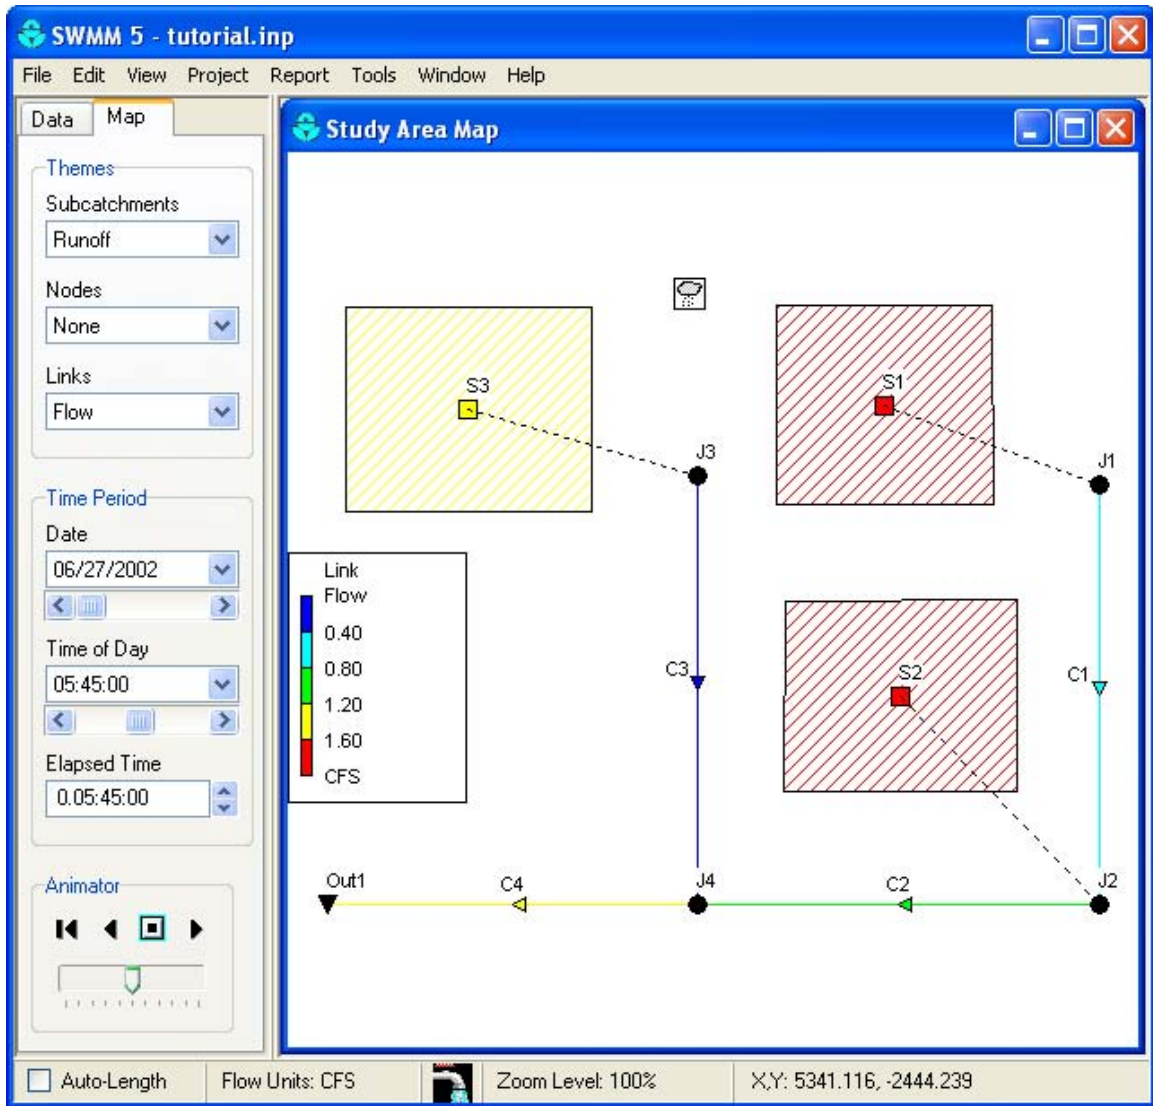 SWMM 5 - tutorial.inp
File Edit View Project Report Tools Window Help
Data Map
Themes
Subcatchments
Runoff
Nodes
None
Links
Flow
Time Period
Date
06/27/2002
Time of Day
05:45:00
Elapsed Time
0.05:45:00
Animator
Study Area Map
S3
S1
J3
J1
Link
Flow
0.40
0.80
1.20
1.60
CFS
C3
S2
C1
Out1
C4
J4
C2
J2
Auto-Length
Flow Units: CFS
Zoom Level: 100%
X,Y: 5341.116, -2444.239